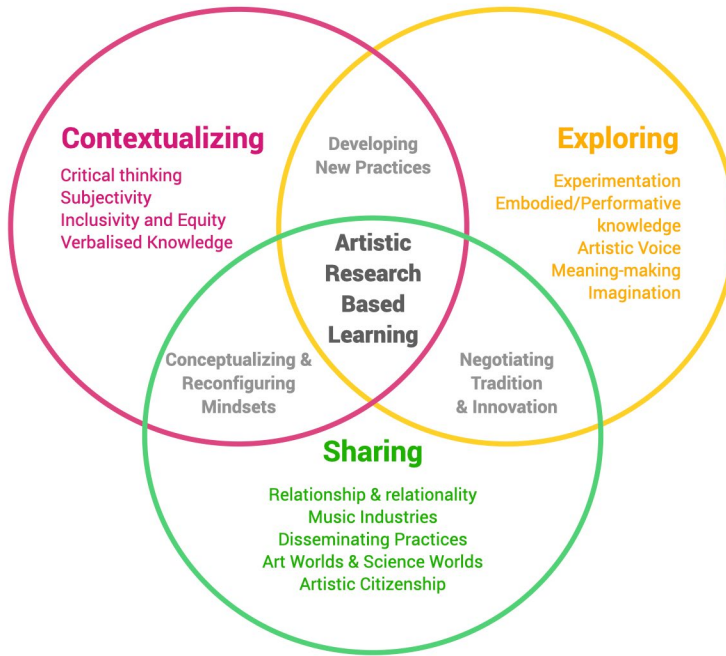 Contextualizing
Critical thinking
Subjectivity
Inclusivity and Equity
Verbalised Knowledge
Developing
New Practices
Exploring
Experimentation
Embodied/Performative
knowledge
Artistic Voice
Meaning-making
Imagination
Artistic
Research
Based
Learning
Conceptualizing &
Reconfiguring
Mindsets
Negotiating
Tradition
& Innovation
Sharing
Relationship & relationality
Music Industries
Disseminating Practices
Art Worlds & Science Worlds
Artistic Citizenship